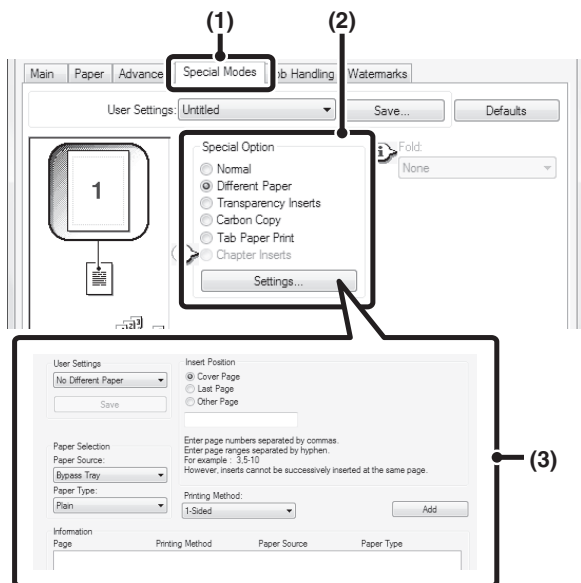 (1) (2)
Main Paper Advance Special Modes ob Handling Watermarks
User Settings: Untitled Save... Defaults
Special Option Fold:
Normal None
1 Different Paper
Transparency Inserts
Carbon Copy
Tab Paper Print
Chapter Inserts
Settings...
User Settings Insert Position
No Different Paper Cover Page
Last Page
Save Other Page
Enter page numbers separated by commas.
Paper Selection Enter page ranges separated by hyphen.
Paper Source: For example : 3,5-10
Bypass Tray However, inserts cannot be successively inserted at the same page.
Paper Type: Printing Method:
Plain 1-Sided Add
(3)
Information
Page Printing Method Paper Source Paper Type